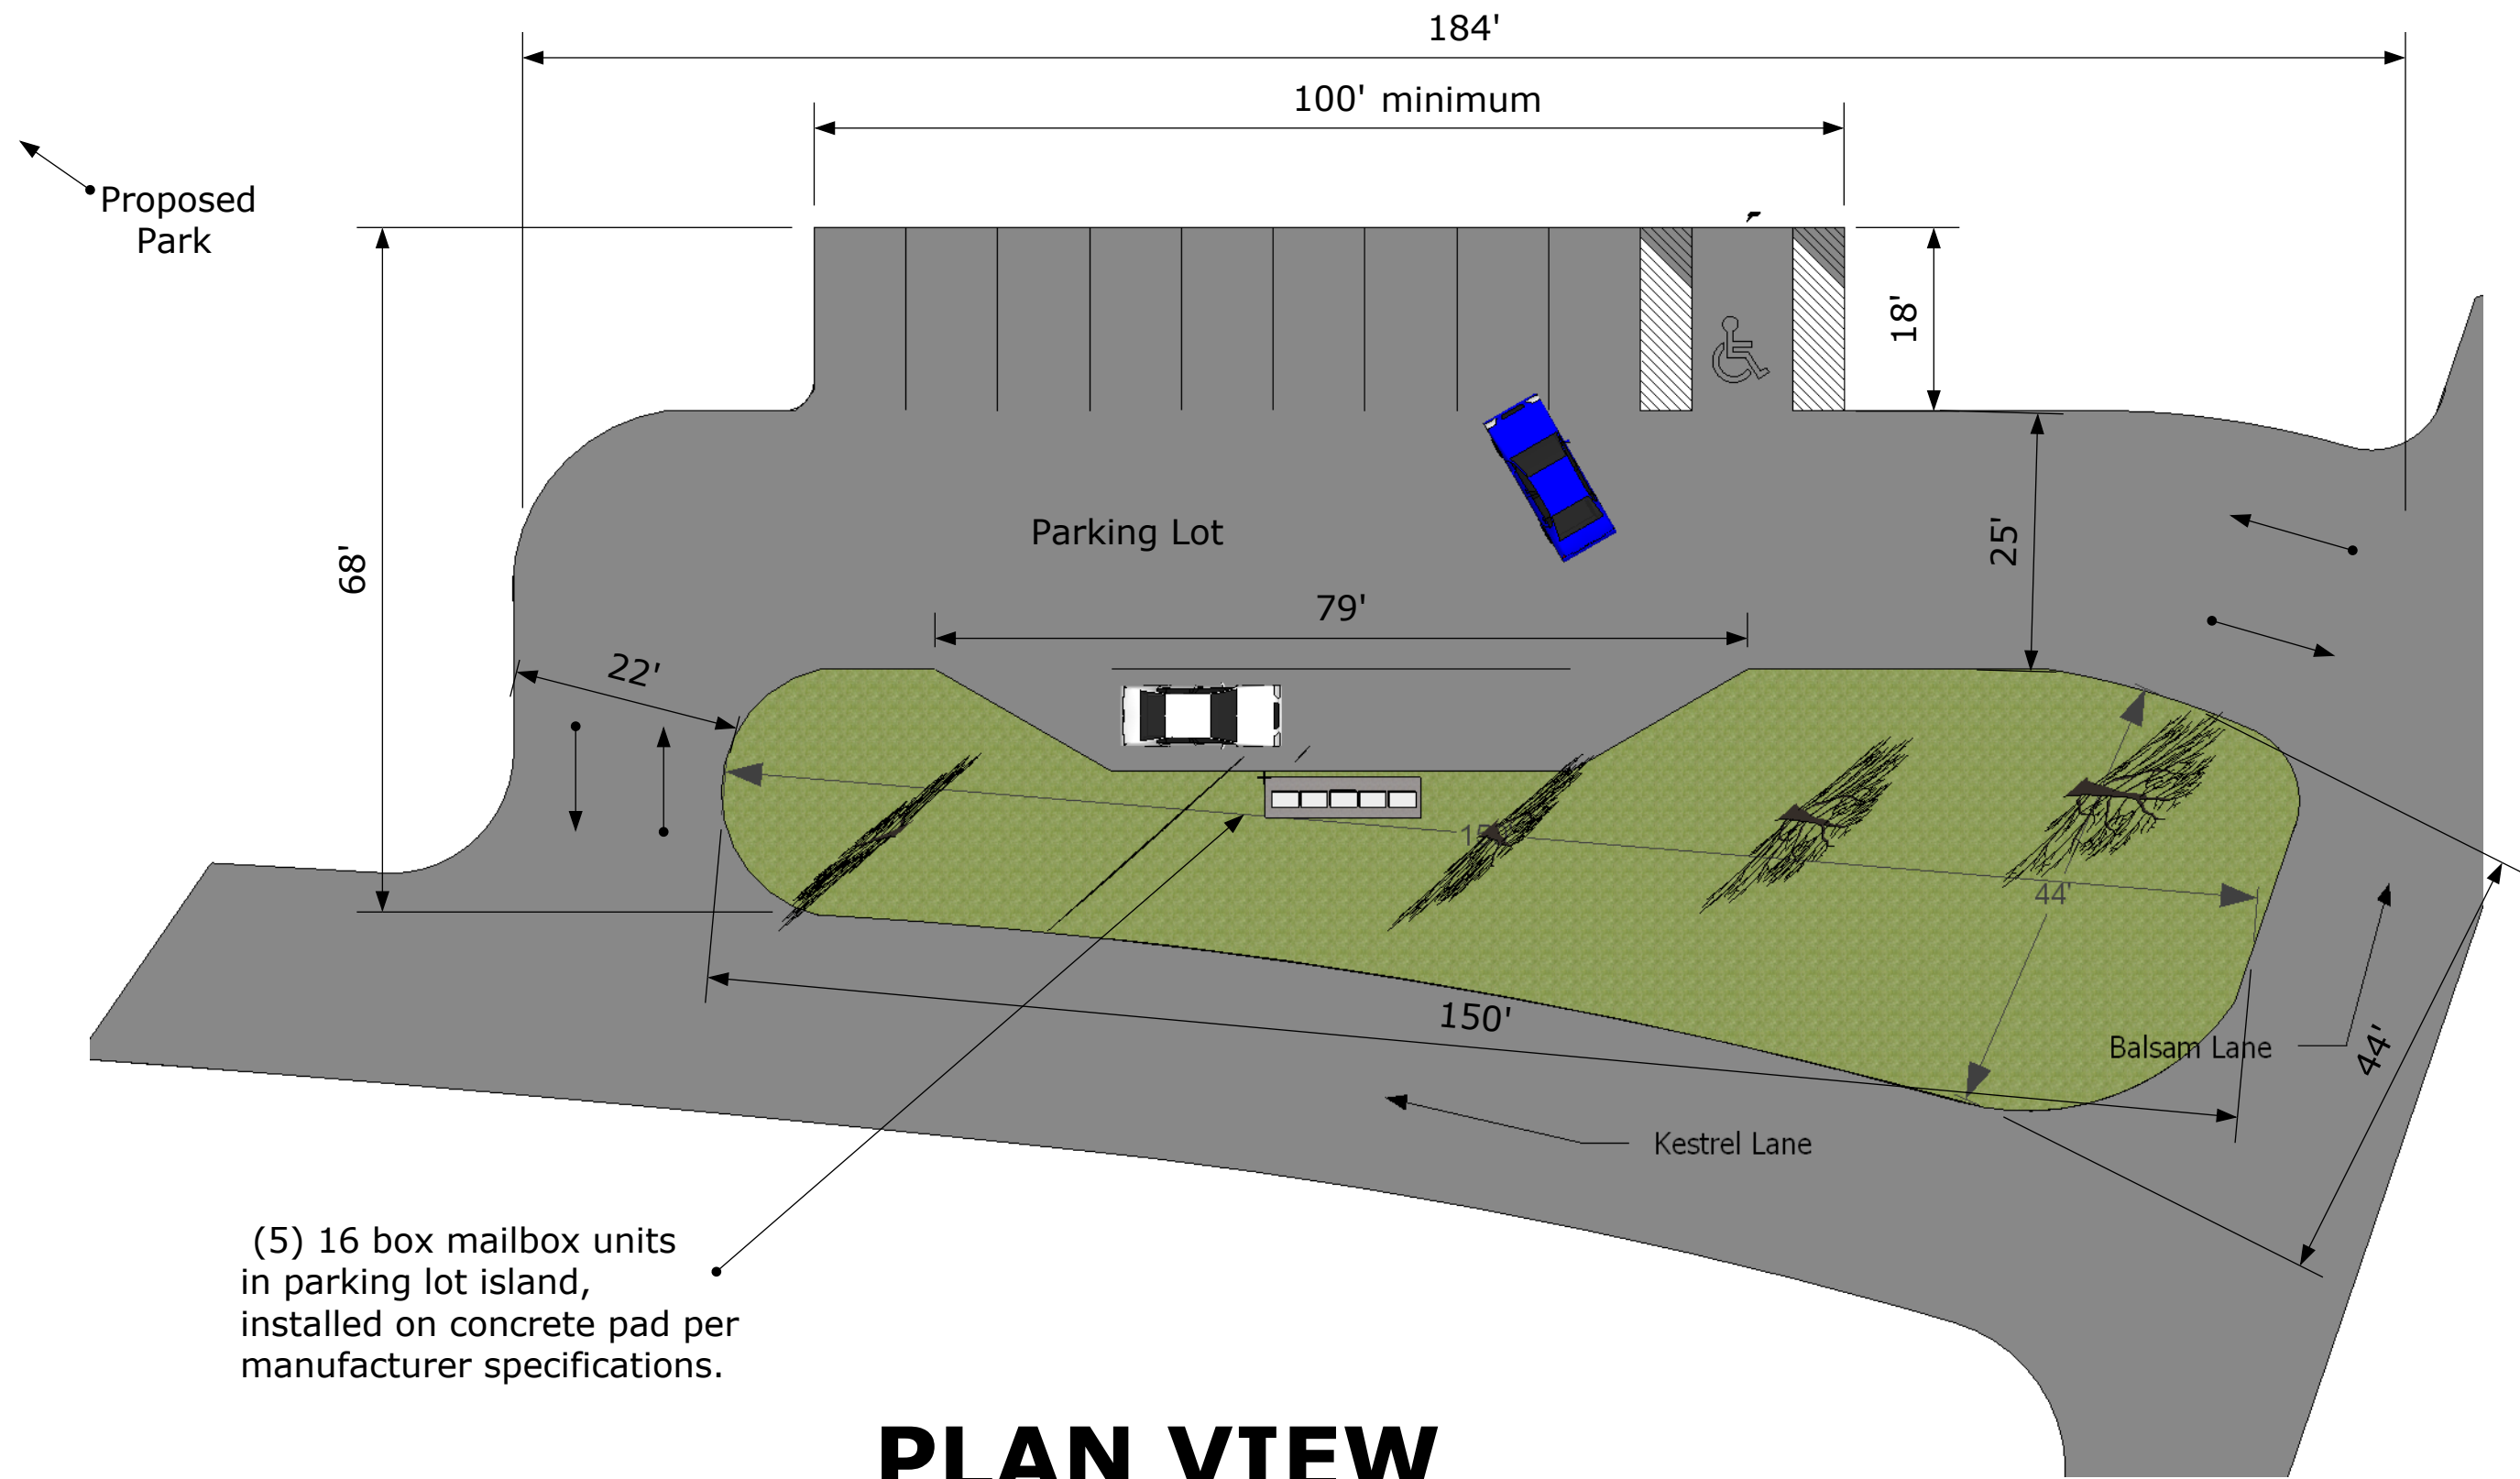 184'
100' minimum
Proposed
Park
18'
68'
25'
Parking Lot
79'
22'
44'
150'
Balsam Lane
44'
Kestrel Lane
(5) 16 box mailbox units
in parking lot island,
installed on concrete pad per
manufacturer specifications.
PLAN VIEW